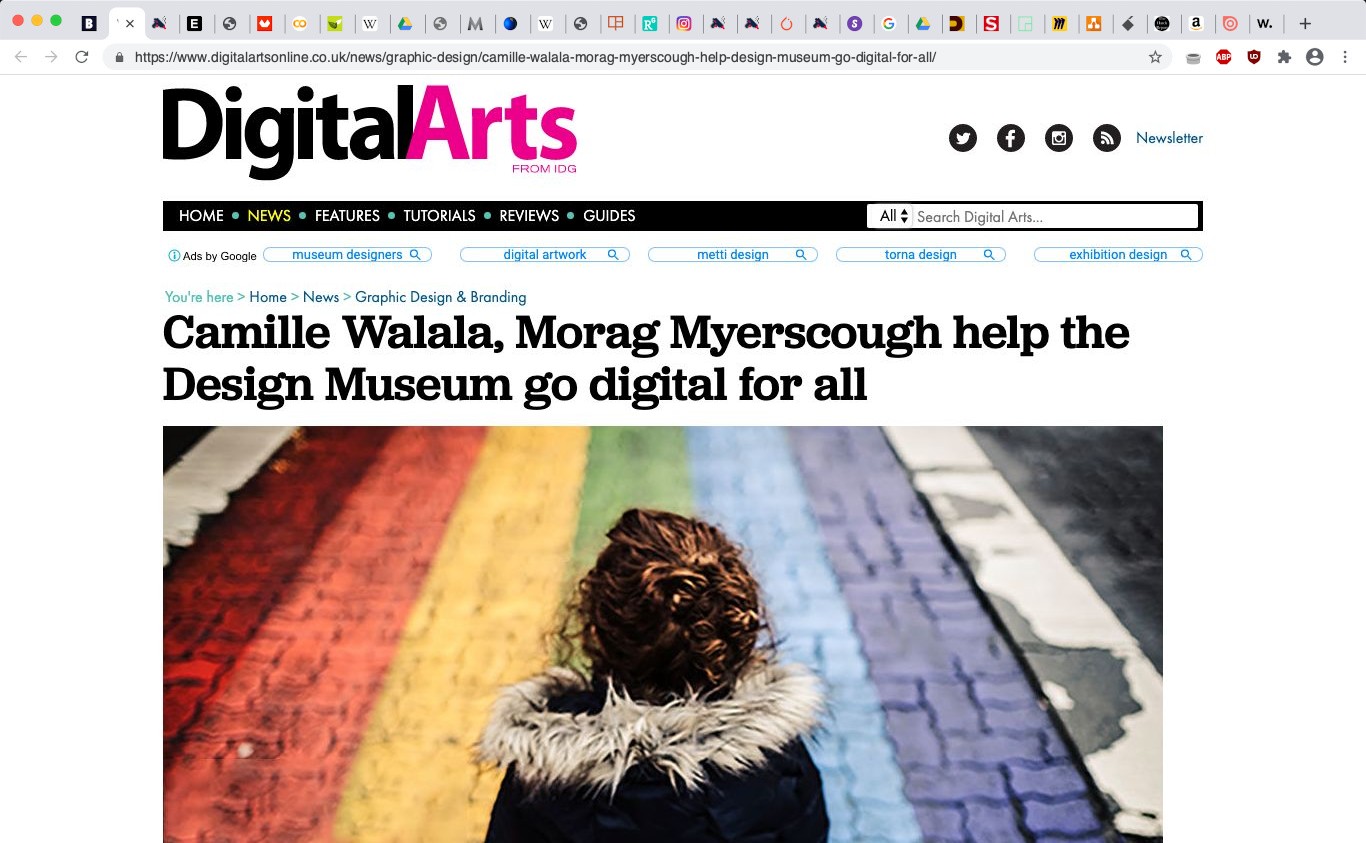 https://www.digitalartsonline.co.uk/news/graphic-design/camille-walala-morag-myerscough-help-design-museum-go-digital-for-all/
ABP
DigitalArts
FROM IDG
Newsletter
HOME • NEWS • FEATURES • TUTORIALS • REVIEWS • GUIDES
All Search Digital Arts...
Ads by Google museum designers digital artwork metti design torna design exhibition design
You're here > Home > News > Graphic Design & Branding
Camille Walala, Morag Myerscough help the
Design Museum go digital for all